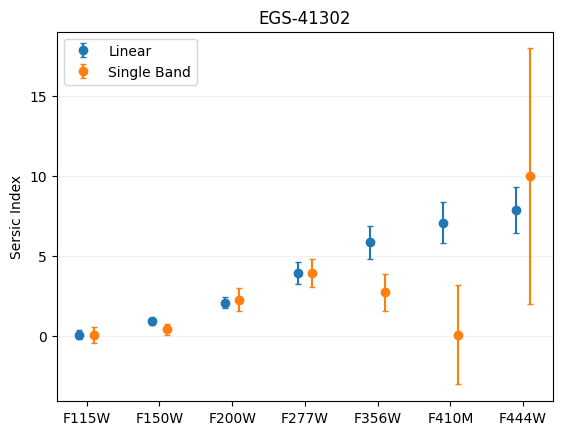 EGS-41302
Linear
Single Band
Sersic Index
15
10
5
0
F115W F150W F200W F277W F356W F410M F444W